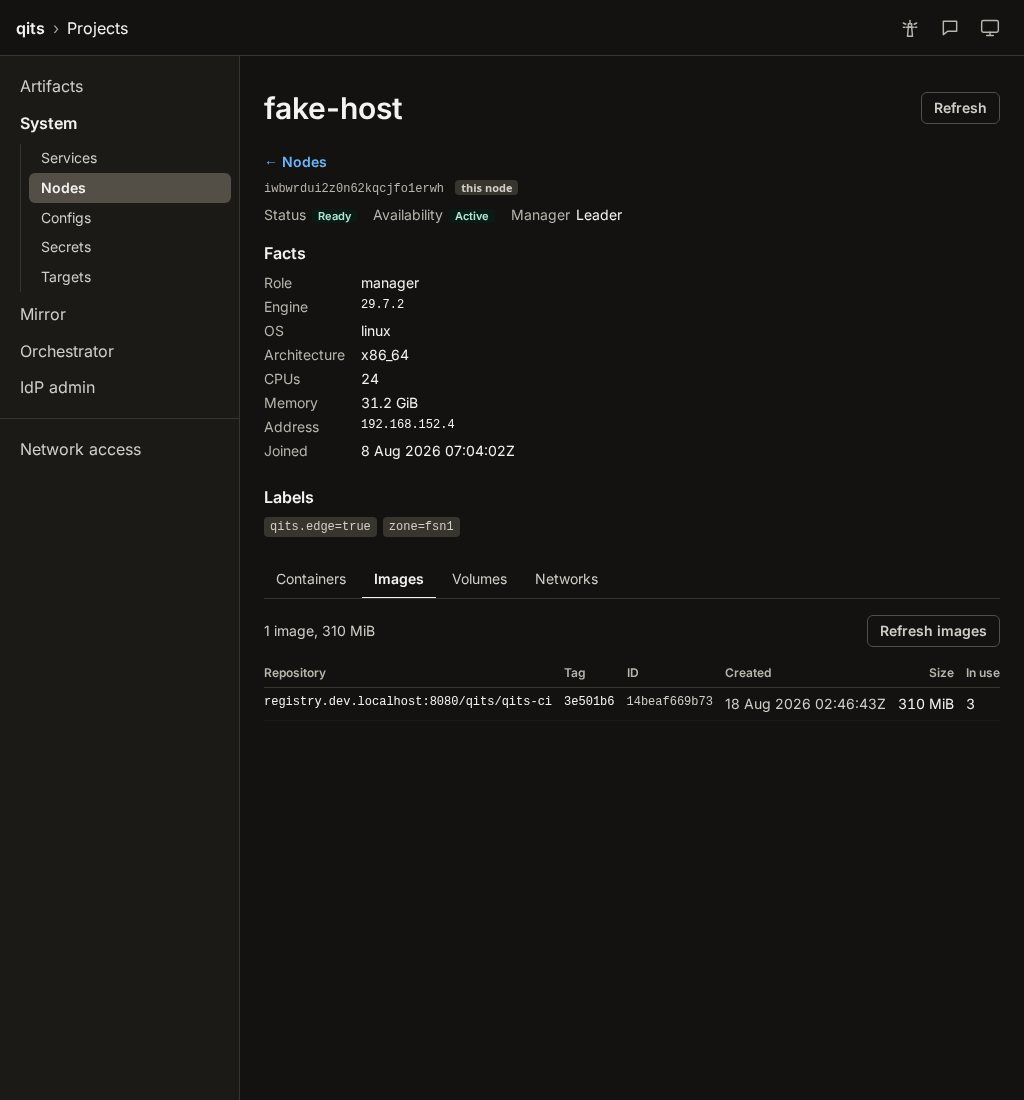 qits › Projects
Artifacts
System
Services
Nodes
Configs
Secrets
Targets
Mirror
Orchestrator
IdP admin
Network access
fake-host
Refresh
← Nodes
iwbwrdui2z0n62kqcjfo1erwh this node
Status Ready Availability Active Manager Leader
Facts
Role manager
Engine 29.7.2
OS linux
Architecture x86_64
CPUs 24
Memory 31.2 GiB
Address 192.168.152.4
Joined 8 Aug 2026 07:04:02Z
Labels
qits.edge=true zone=fsn1
Containers Images Volumes Networks
1 image, 310 MiB
Refresh images
Repository Tag ID Created Size In use
registry.dev.localhost:8080/qits/qits-ci 3e501b6 14beaf669b73 18 Aug 2026 02:46:43Z 310 MiB 3